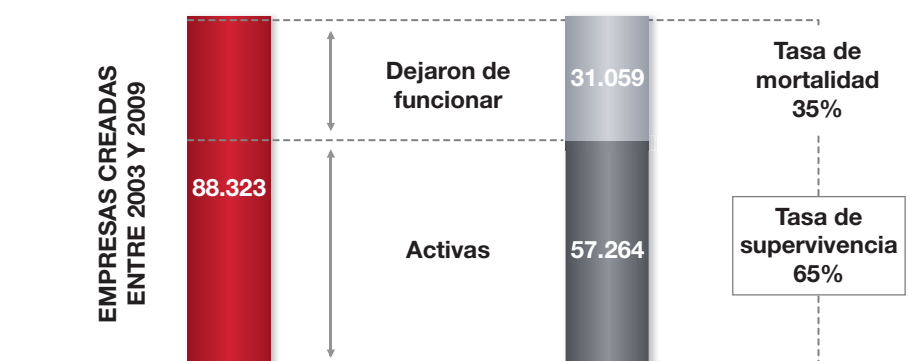 EMPRESAS CREADAS
ENTRE 2003 Y 2009
88.323
Dejaron de
funcionar
Activas
31.059
57.264
Tasa de
mortalidad
35%
Tasa de
supervivencia
65%